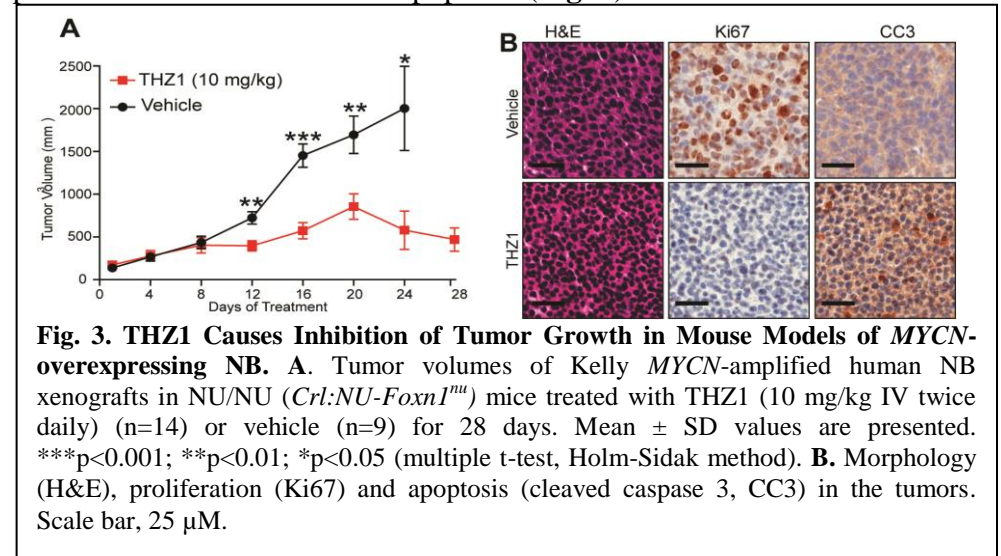 A
THZ1 (10 mg/kg)
Vehicle
2500
2000
1500
1000
500
0
Tumor Volume (mm³)
**
***
**
*
0 4 8 12 16 20 24 28
Days of Treatment
B
H&E Ki67 CC3
Vehicle
THZ1
Fig. 3. THZ1 Causes Inhibition of Tumor Growth in Mouse Models of MYCN-
overexpressing NB. A. Tumor volumes of Kelly MYCN-amplified human NB
xenografts in NU/NU (Crl:NU-Foxn1ⁿᵘ) mice treated with THZ1 (10 mg/kg IV twice
daily) (n=14) or vehicle (n=9) for 28 days. Mean ± SD values are presented.
***p<0.001; **p<0.01; *p<0.05 (multiple t-test, Holm-Sidak method). B. Morphology
(H&E), proliferation (Ki67) and apoptosis (cleaved caspase 3, CC3) in the tumors.
Scale bar, 25 µM.